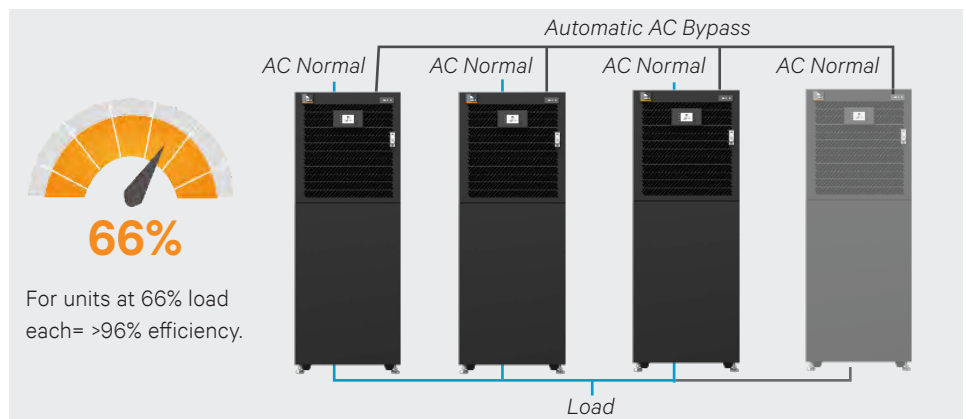 Automatic AC Bypass
AC Normal
AC Normal
AC Normal
AC Normal
66%
For units at 66% load
each= >96% efficiency.
Load